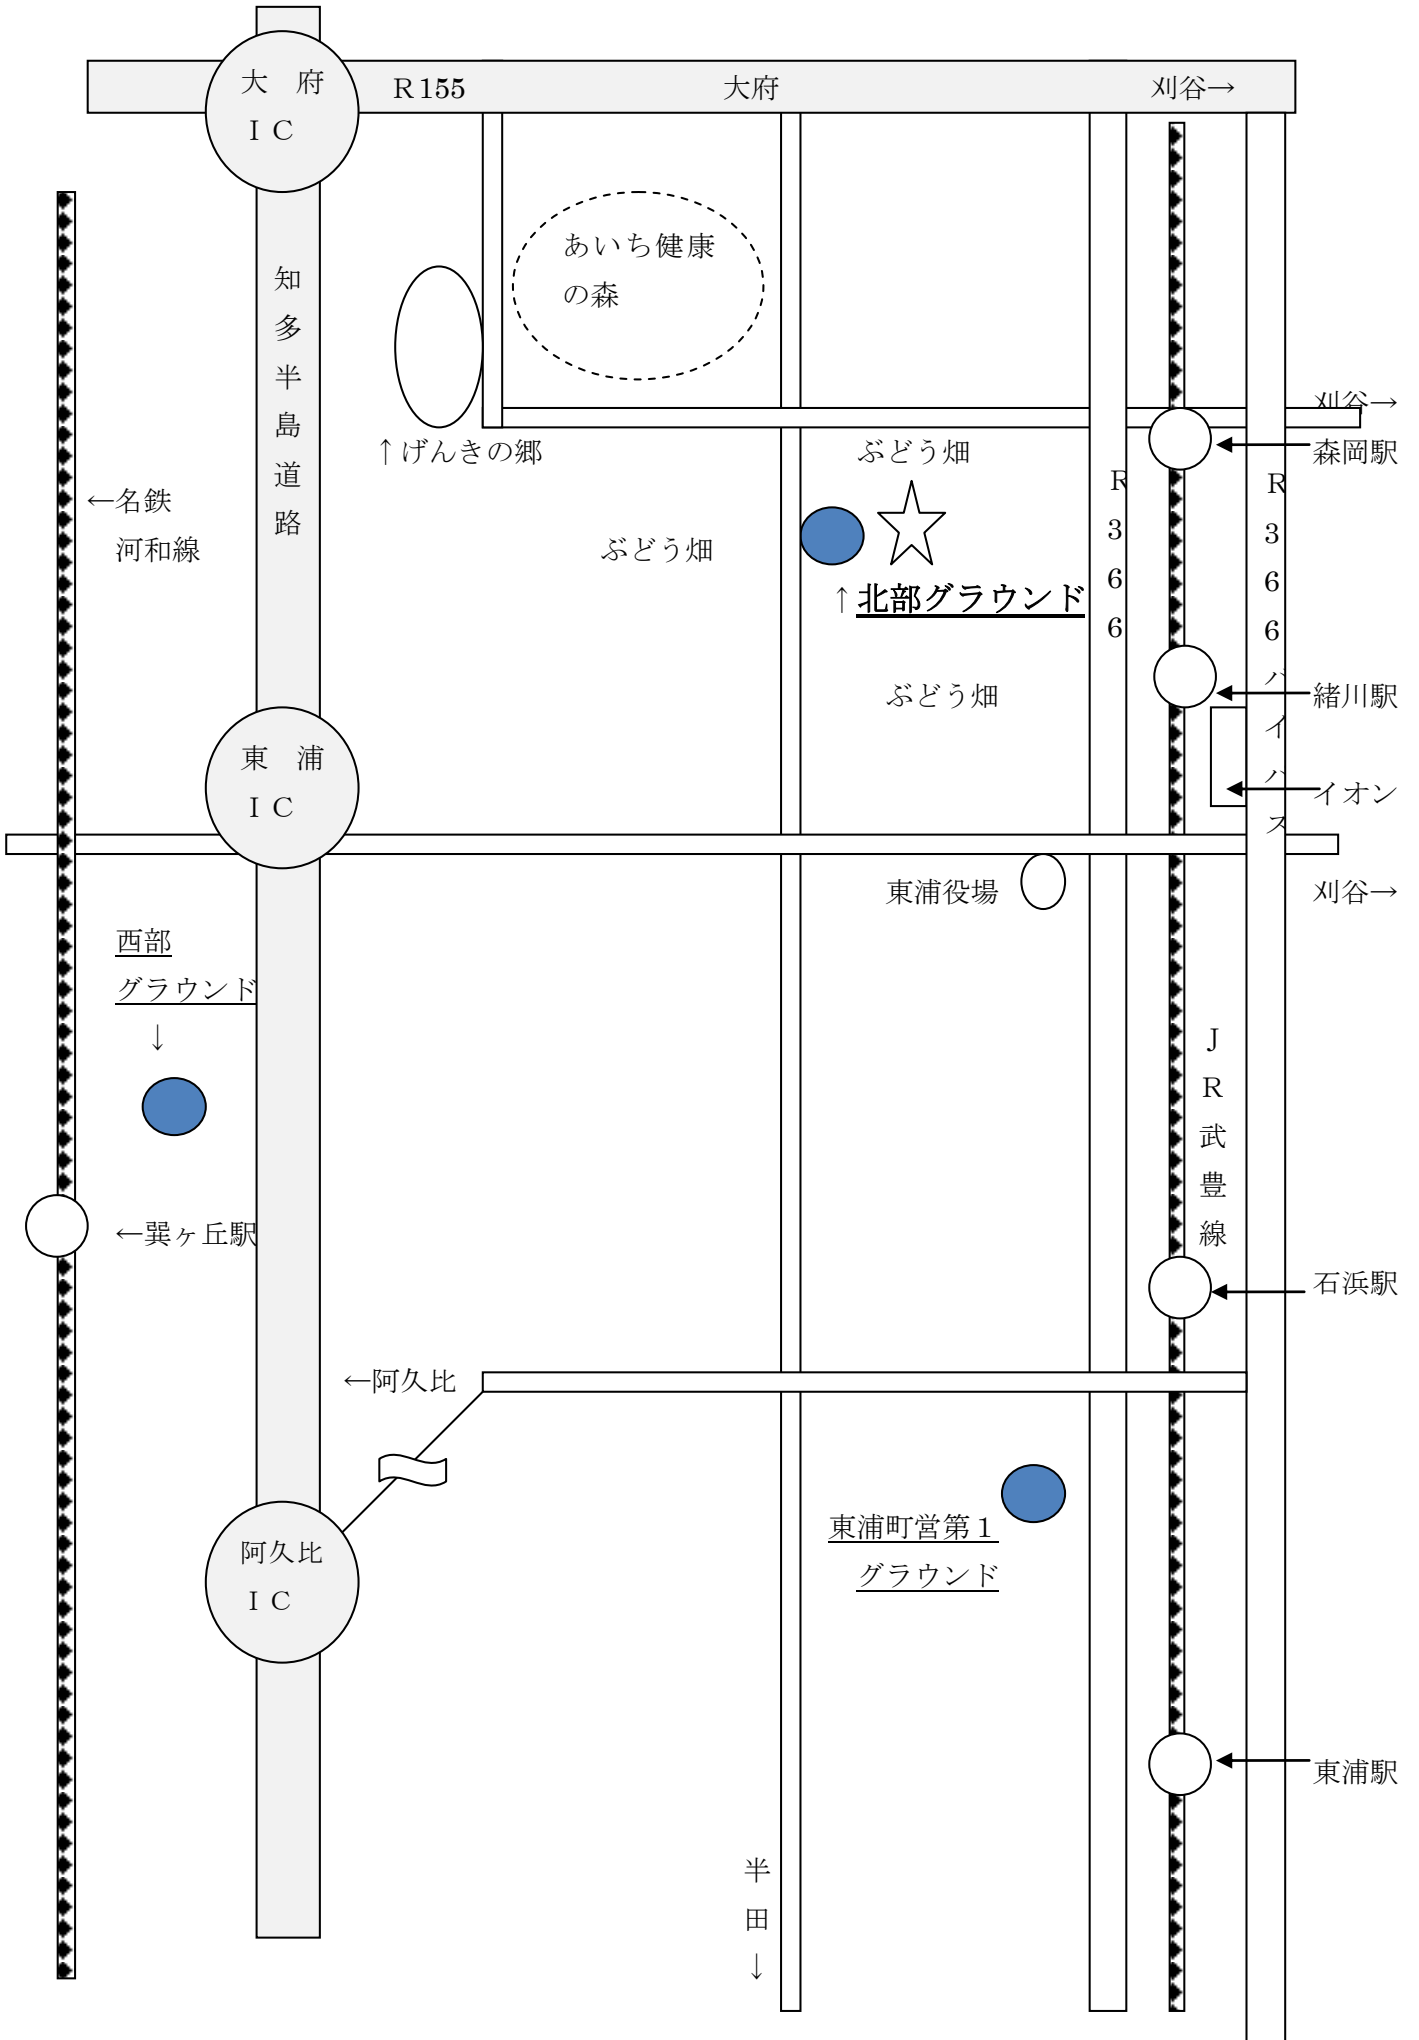 大　府
ＩＣ
Ｒ155
大府
刈谷→
あいち健康
の森
知多半島道路
刈谷→
↑げんきの郷
ぶどう畑
森岡駅
←名鉄
河和線
ぶどう畑
Ｒ366
Ｒ366バイパス
↑北部グラウンド
ぶどう畑
緒川駅
東　浦
ＩＣ
イオン
東浦役場
刈谷→
西部
グラウンド
↓
ＪＲ武豊線
←巽ヶ丘駅
石浜駅
←阿久比
東浦町営第１
グラウンド
阿久比
ＩＣ
東浦駅
半田↓